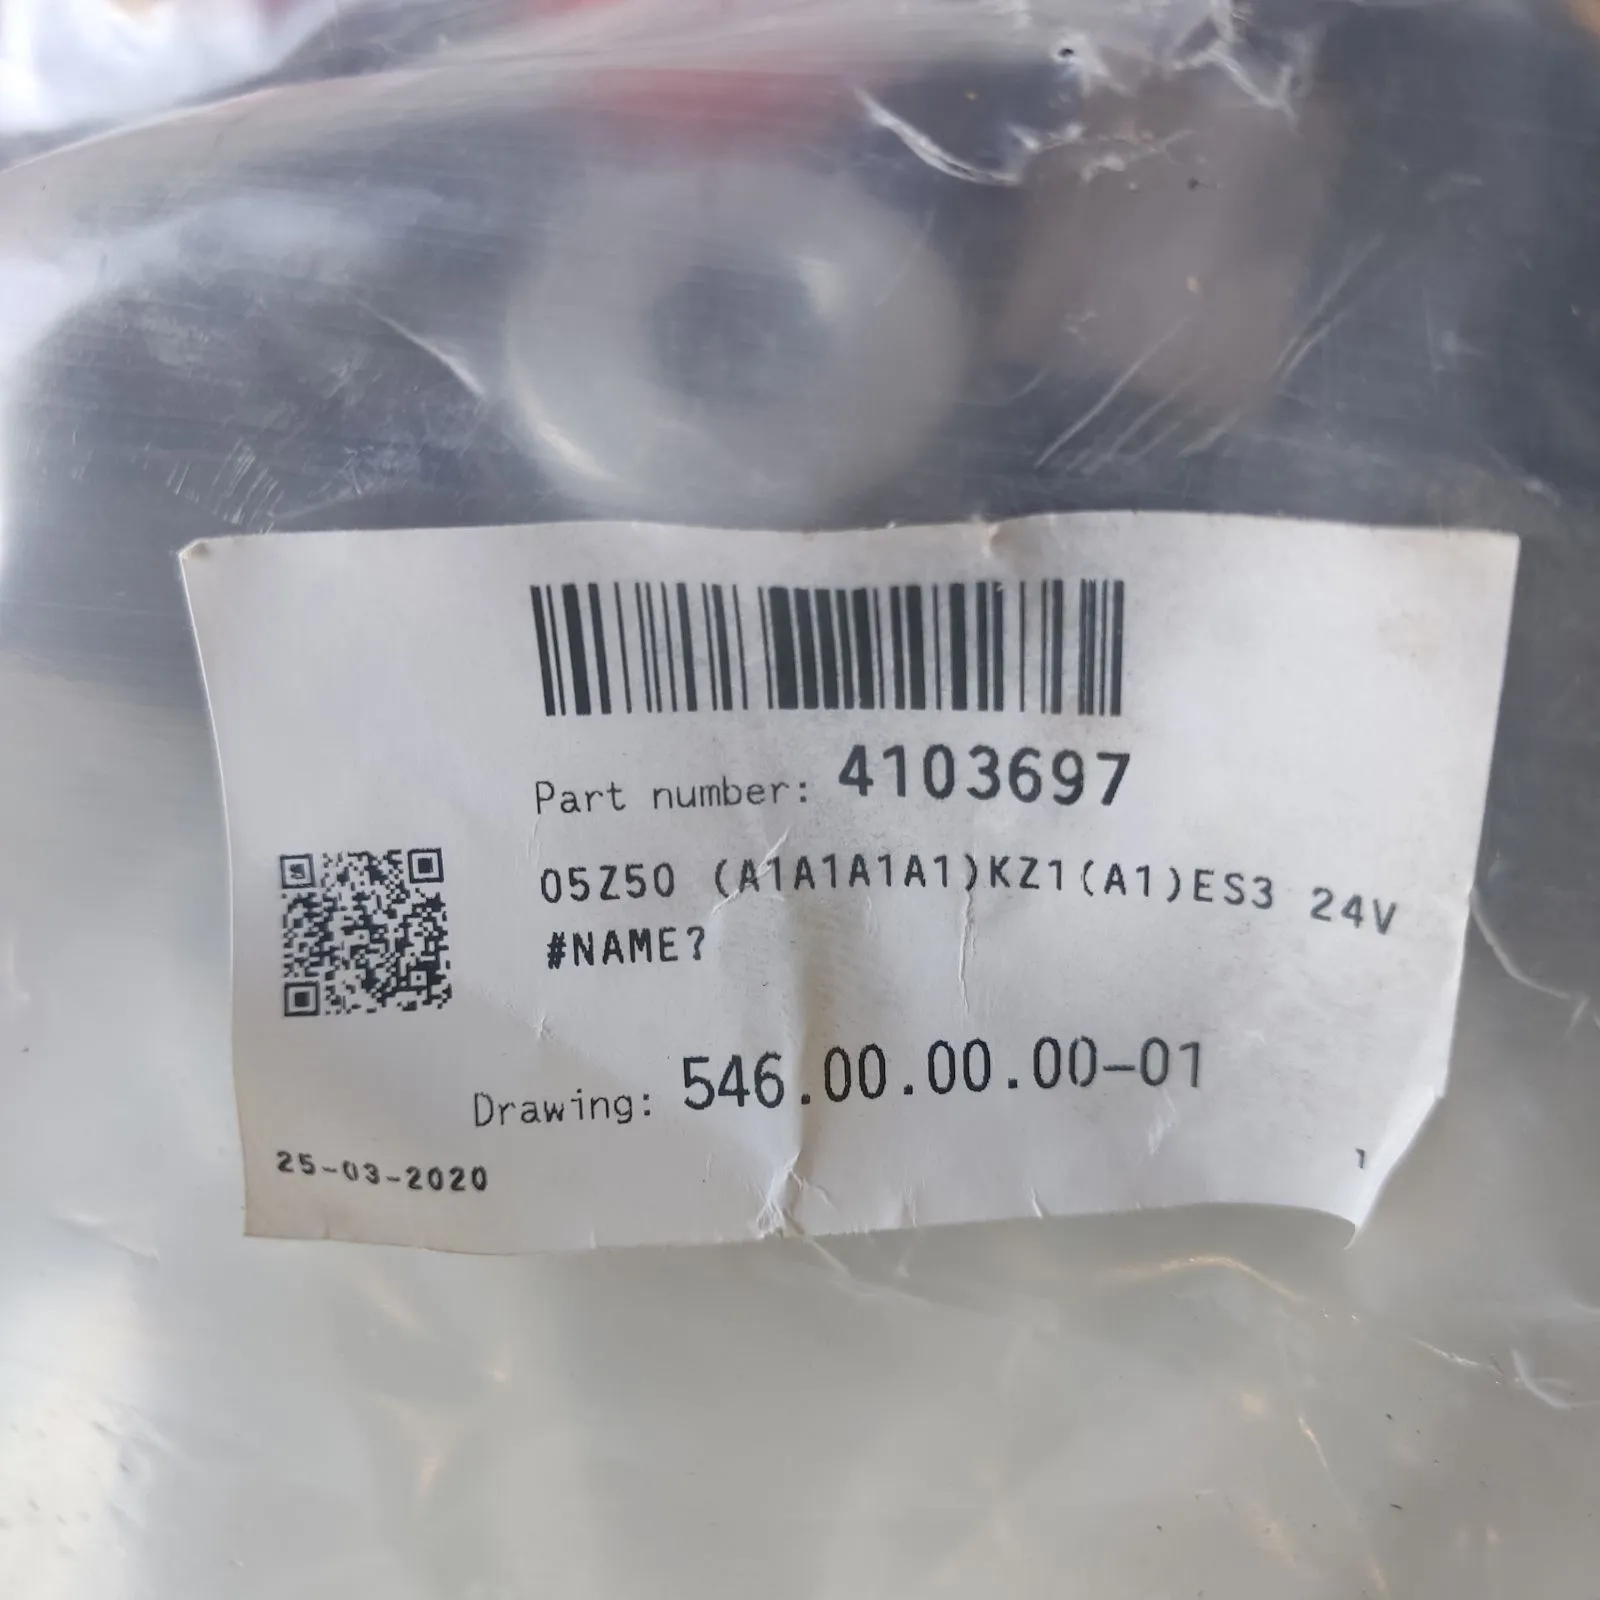 Part number: 4103697
05Z50 (A1A1A1A1)KZ1(A1)ES3 24V
#NAME?
Drawing: 546.00.00.00-01
25-03-2020
1